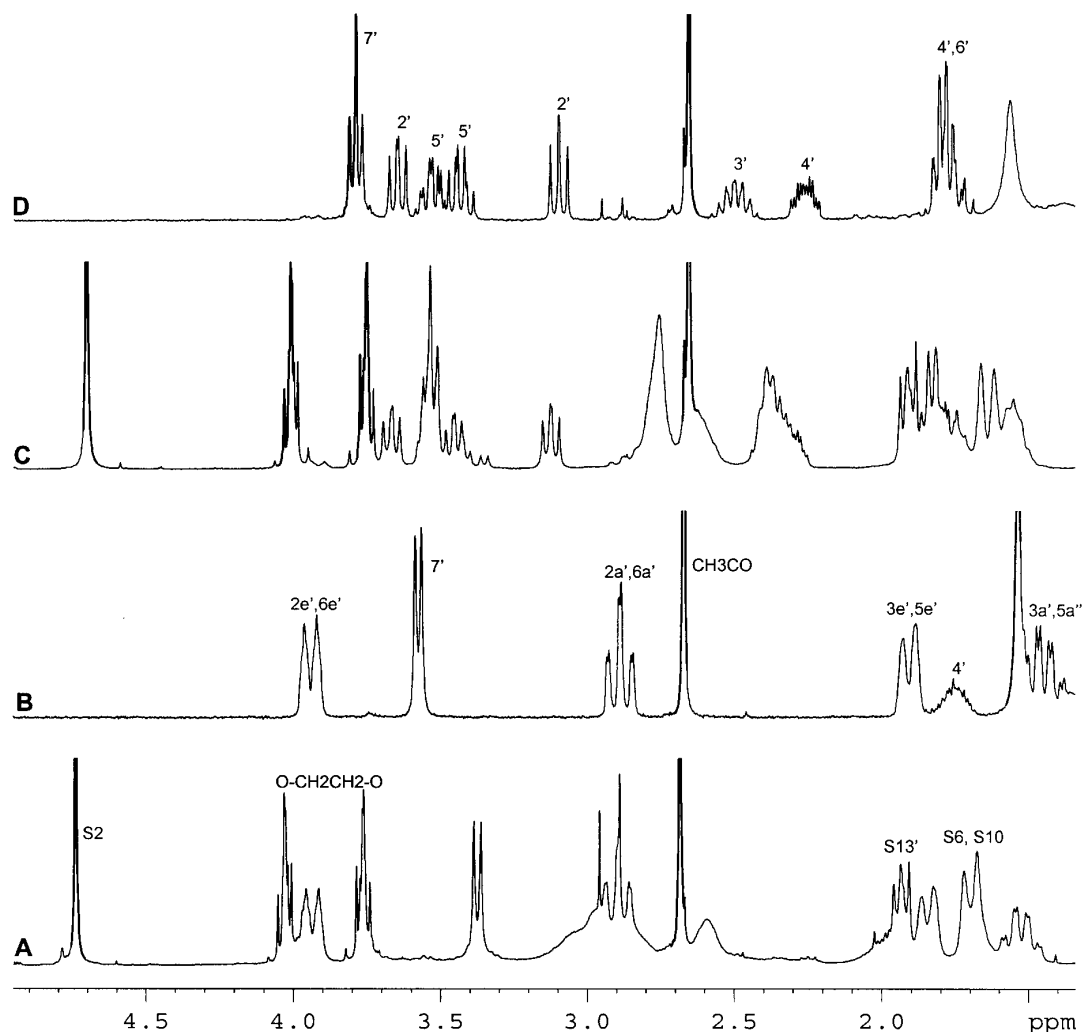 7'
2'
5'
5'
2'
3'
4'
4',6'
D
C
2e',6e'
7'
2a',6a'
CH3CO
3e',5e'
4'
3a',5a''
B
S2
O-CH2CH2-O
S13'
S6, S10
A
4.5 4.0 3.5 3.0 2.5 2.0 ppm